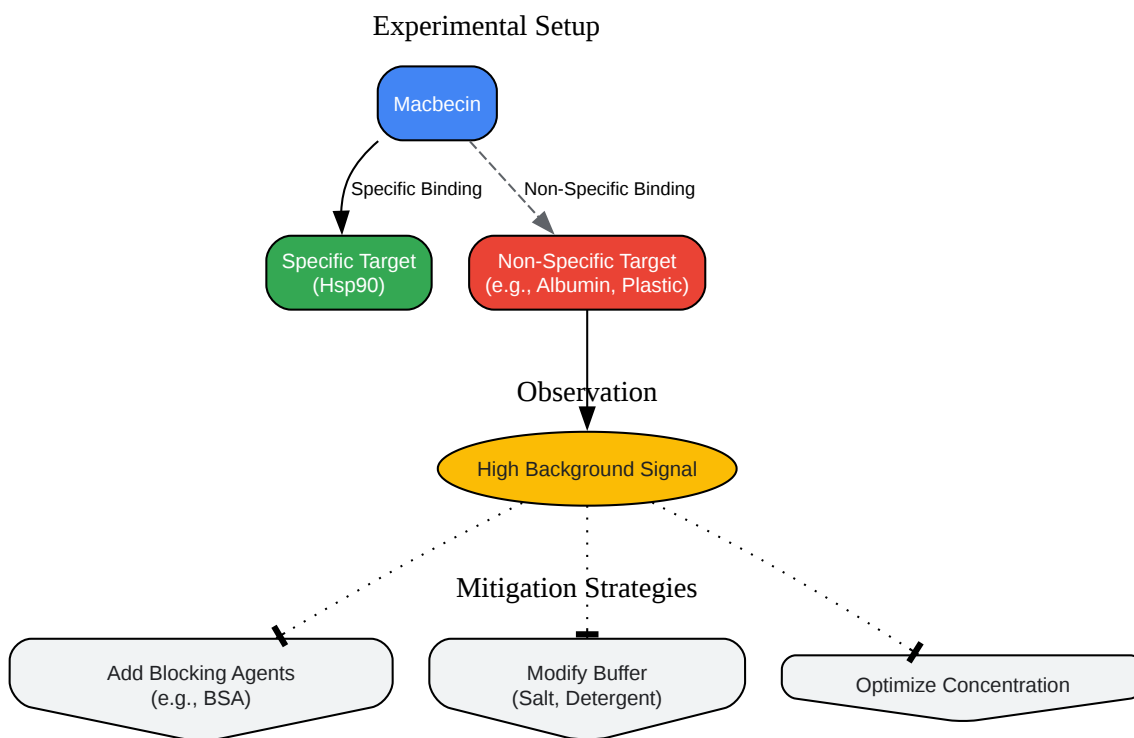 Experimental Setup
Macbecin
Specific Binding
Non-Specific Binding
Specific Target
(Hsp90)
Non-Specific Target
(e.g., Albumin, Plastic)
Observation
High Background Signal
Mitigation Strategies
Add Blocking Agents
(e.g., BSA)
Modify Buffer
(Salt, Detergent)
Optimize Concentration